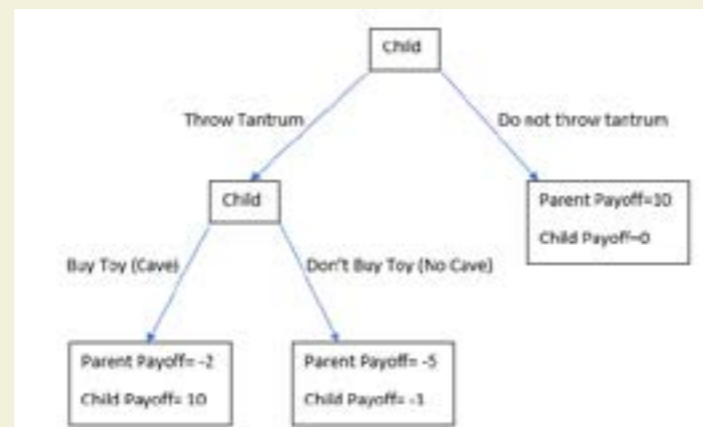 Child
Throw Tantrum
Do not throw tantrum
Child
Parent Payoff=10
Child Payoff=0
Buy Toy (Cave)
Don't Buy Toy (No Cave)
Parent Payoff= -2
Child Payoff= 10
Parent Payoff= -5
Child Payoff=